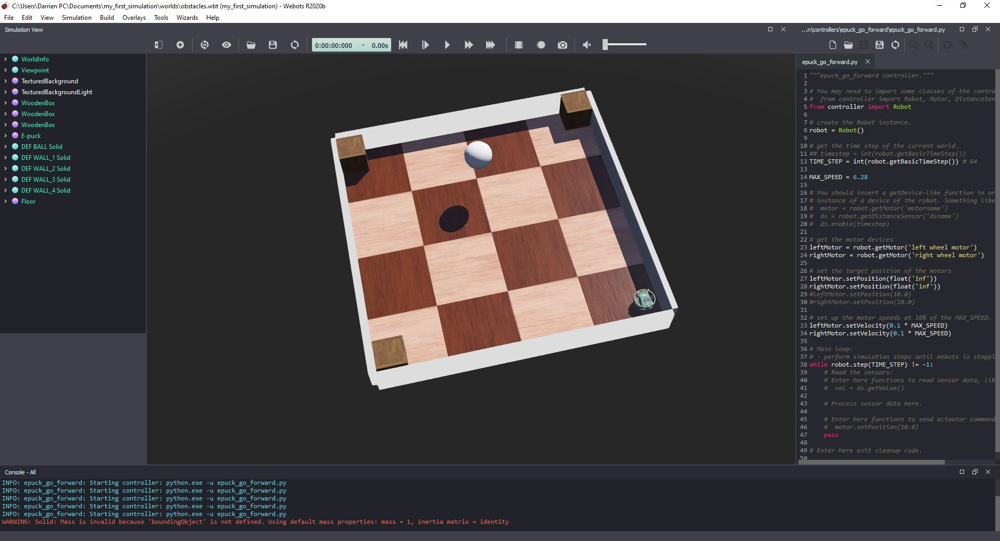 C:\Users\Darrien PC\Documents\my_first_simulation\worlds\obstacles.wbt (my_first_simulation) - Webots R2020b
File Edit View Simulation Build Overlays Tools Wizards Help
Simulation View
...n\controllers\epuck_go_forward\epuck_go_forward.py
0:00:00:000 - 0.00x
WorldInfo
Viewpoint
TexturedBackground
TexturedBackgroundLight
WoodenBox
WoodenBox
WoodenBox
E-puck
DEF BALL Solid
DEF WALL_1 Solid
DEF WALL_2 Solid
DEF WALL_3 Solid
DEF WALL_4 Solid
Floor
epuck_go_forward.py
1 """epuck_go_forward controller."""
2
3 # You may need to import some classes of the contro
4 #  from controller import Robot, Motor, DistanceSen
5 from controller import Robot
6
7 # create the Robot instance.
8 robot = Robot()
9
10 # get the time step of the current world.
11 ## timestep = int(robot.getBasicTimeStep())
12 TIME_STEP = int(robot.getBasicTimeStep()) # 64
13
14 MAX_SPEED = 6.28
15
16 # You should insert a getDevice-like function in or
17 # instance of a device of the robot. Something like
18 #  motor = robot.getMotor('motorname')
19 #  ds = robot.getDistanceSensor('dsname')
20 #  ds.enable(timestep)
21
22 # get the motor devices
23 leftMotor = robot.getMotor('left wheel motor')
24 rightMotor = robot.getMotor('right wheel motor')
25
26 # set the target position of the motors
27 leftMotor.setPosition(float('inf'))
28 rightMotor.setPosition(float('inf'))
29 #leftMotor.setPosition(10.0)
30 #rightMotor.setPosition(10.0)
31
32 # set up the motor speeds at 10% of the MAX_SPEED.
33 leftMotor.setVelocity(0.1 * MAX_SPEED)
34 rightMotor.setVelocity(0.1 * MAX_SPEED)
35
36 # Main loop:
37 # - perform simulation steps until Webots is stoppi
38 while robot.step(TIME_STEP) != -1:
39     # Read the sensors:
40     # Enter here functions to read sensor data, lik
41     #  val = ds.getValue()
42
43     # Process sensor data here.
44
45     # Enter here functions to send actuator command
46     #  motor.setPosition(10.0)
47     pass
48
49 # Enter here exit cleanup code.
50
Console - All
INFO: epuck_go_forward: Starting controller: python.exe -u epuck_go_forward.py
INFO: epuck_go_forward: Starting controller: python.exe -u epuck_go_forward.py
INFO: epuck_go_forward: Starting controller: python.exe -u epuck_go_forward.py
INFO: epuck_go_forward: Starting controller: python.exe -u epuck_go_forward.py
INFO: epuck_go_forward: Starting controller: python.exe -u epuck_go_forward.py
WARNING: Solid: Mass is invalid because 'boundingObject' is not defined. Using default mass properties: mass = 1, inertia matrix = identity